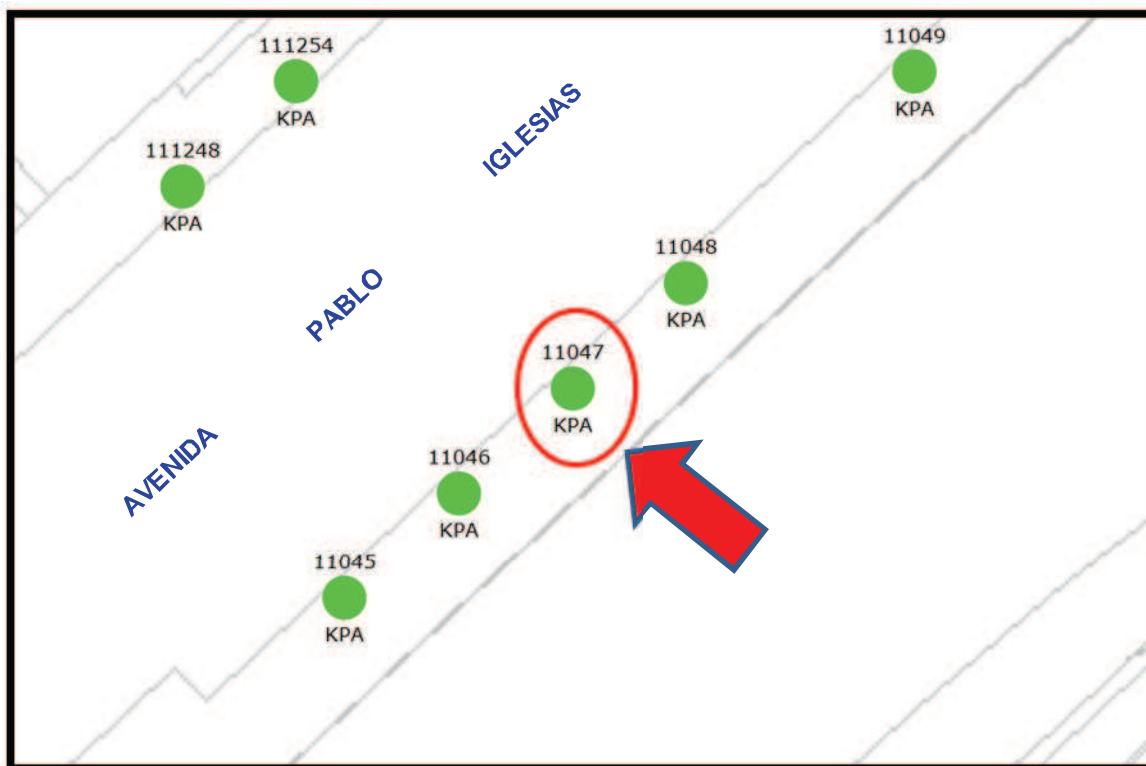 11049
KPA
111254
KPA
IGLESIAS
111248
KPA
11048
KPA
PABLO
11047
KPA
AVENIDA
11046
KPA
11045
KPA